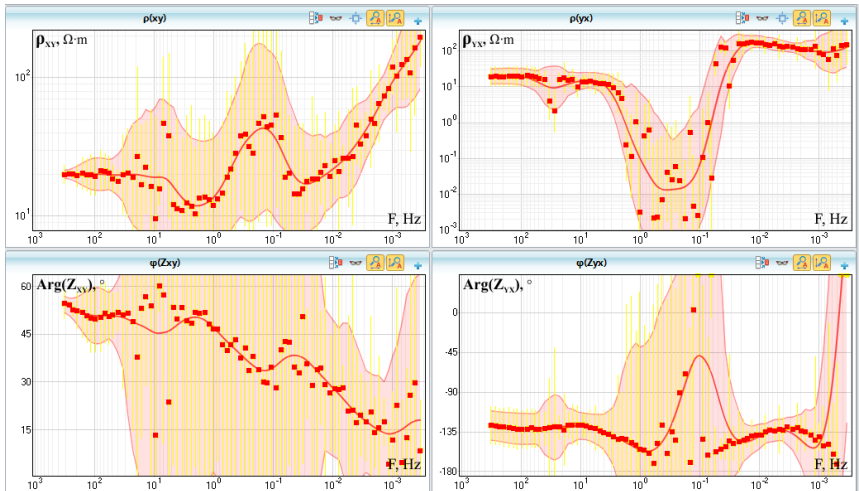 ρ(xy)
ρXY, Ω·m
10²
10¹
F, Hz
10³ 10² 10¹ 10⁰ 10⁻¹ 10⁻² 10⁻³
ρ(yx)
ρYX, Ω·m
10²
10¹
10⁰
10⁻¹
10⁻²
10⁻³
F, Hz
10³ 10² 10¹ 10⁰ 10⁻¹ 10⁻² 10⁻³
φ(Zxy)
Arg(ZXY), °
60
45
30
15
F, Hz
10³ 10² 10¹ 10⁰ 10⁻¹ 10⁻² 10⁻³
φ(Zyx)
Arg(ZYX), °
0
-45
-90
-135
-180
F, Hz
10³ 10² 10¹ 10⁰ 10⁻¹ 10⁻² 10⁻³